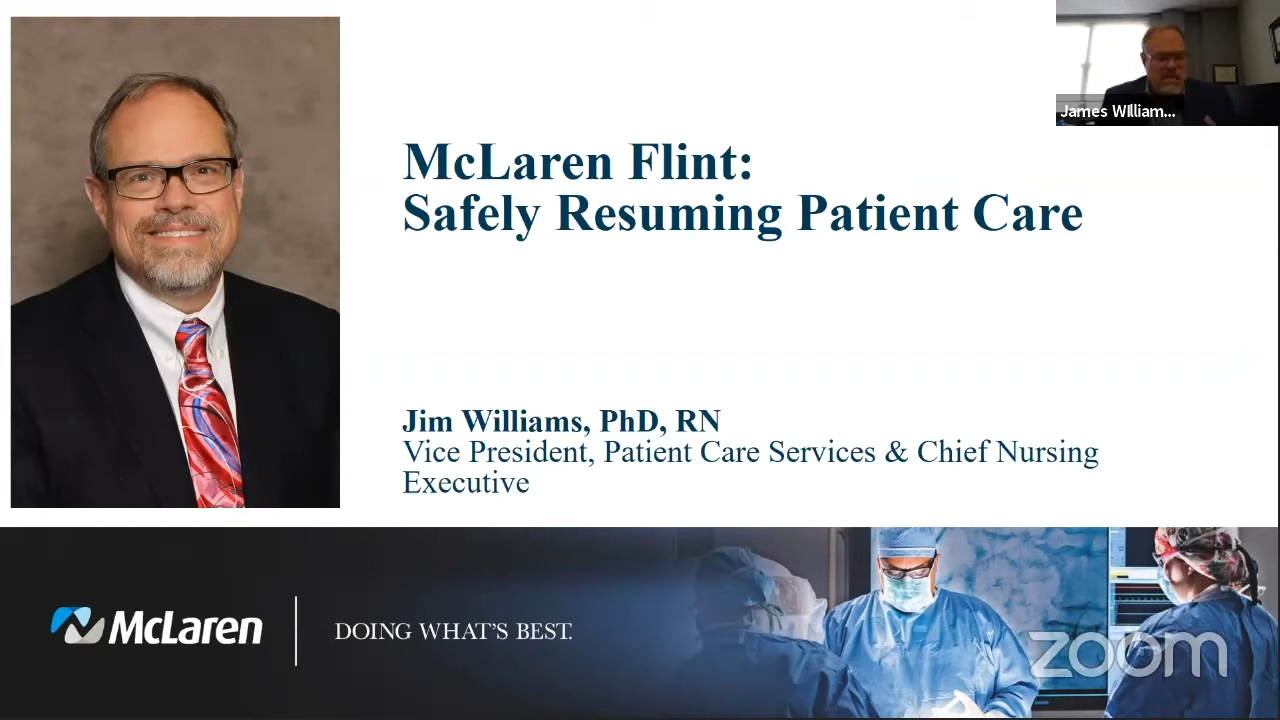 James WIlliam...
McLaren Flint:
Safely Resuming Patient Care
Jim Williams, PhD, RN
Vice President, Patient Care Services & Chief Nursing
Executive
McLaren
DOING WHAT'S BEST.
zoom